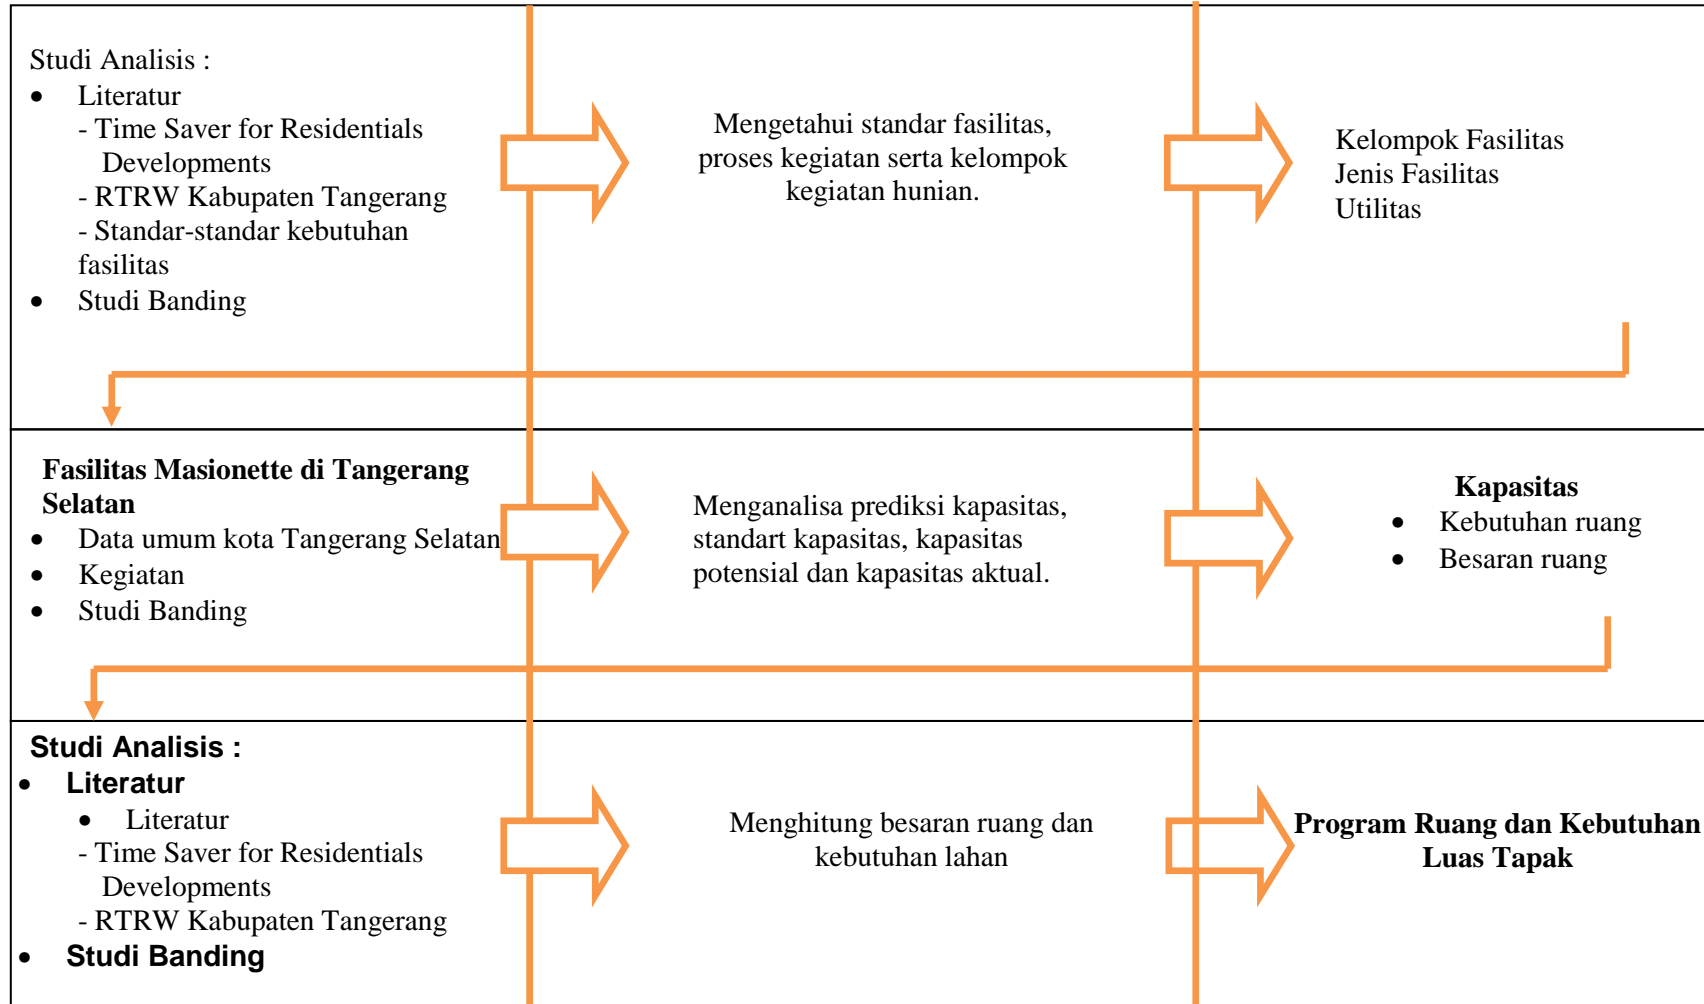 Studi Analisis :
• Literatur
- Time Saver for Residentials
Developments
- RTRW Kabupaten Tangerang
- Standar-standar kebutuhan
fasilitas
• Studi Banding
Mengetahui standar fasilitas,
proses kegiatan serta kelompok
kegiatan hunian.
Kelompok Fasilitas
Jenis Fasilitas
Utilitas
Fasilitas Masionette di Tangerang
Selatan
• Data umum kota Tangerang Selatan
• Kegiatan
• Studi Banding
Menganalisa prediksi kapasitas,
standart kapasitas, kapasitas
potensial dan kapasitas aktual.
Kapasitas
• Kebutuhan ruang
• Besaran ruang
Studi Analisis :
• Literatur
• Literatur
- Time Saver for Residentials
Developments
- RTRW Kabupaten Tangerang
• Studi Banding
Menghitung besaran ruang dan
kebutuhan lahan
Program Ruang dan Kebutuhan
Luas Tapak